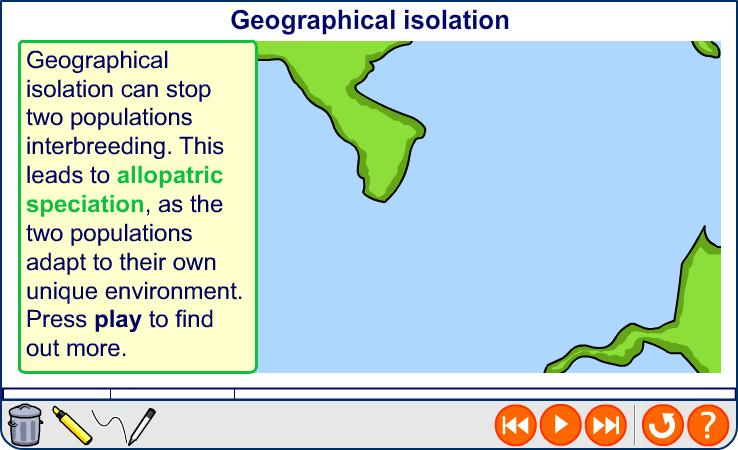 Geographical isolation
Geographical
isolation can stop
two populations
interbreeding. This
leads to allopatric
speciation, as the
two populations
adapt to their own
unique environment.
Press play to find
out more.
?